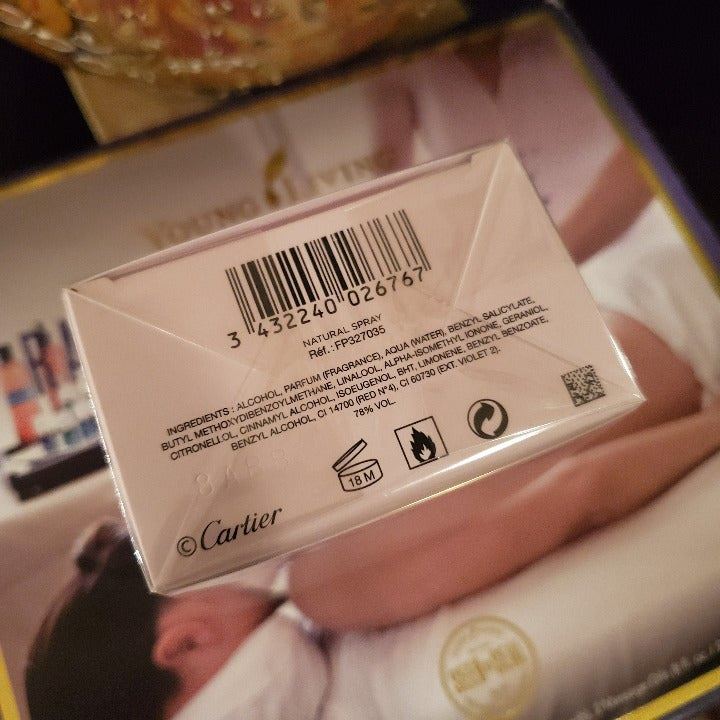 YOUNG LIVING
3 432240 026767
NATURAL SPRAY
Réf.:FP327035
INGREDIENTS : ALCOHOL, PARFUM (FRAGRANCE), AQUA (WATER), BENZYL SALICYLATE,
BUTYL METHOXYDIBENZOYLMETHANE, LINALOOL, ALPHA-ISOMETHYL IONONE, GERANIOL,
CITRONELLOL, CINNAMYL ALCOHOL, ISOEUGENOL, BHT, LIMONENE, BENZYL BENZOATE,
BENZYL ALCOHOL, CI 14700 (RED N°4), CI 60730 (EXT. VIOLET 2).
78% VOL.
18 M
© Cartier